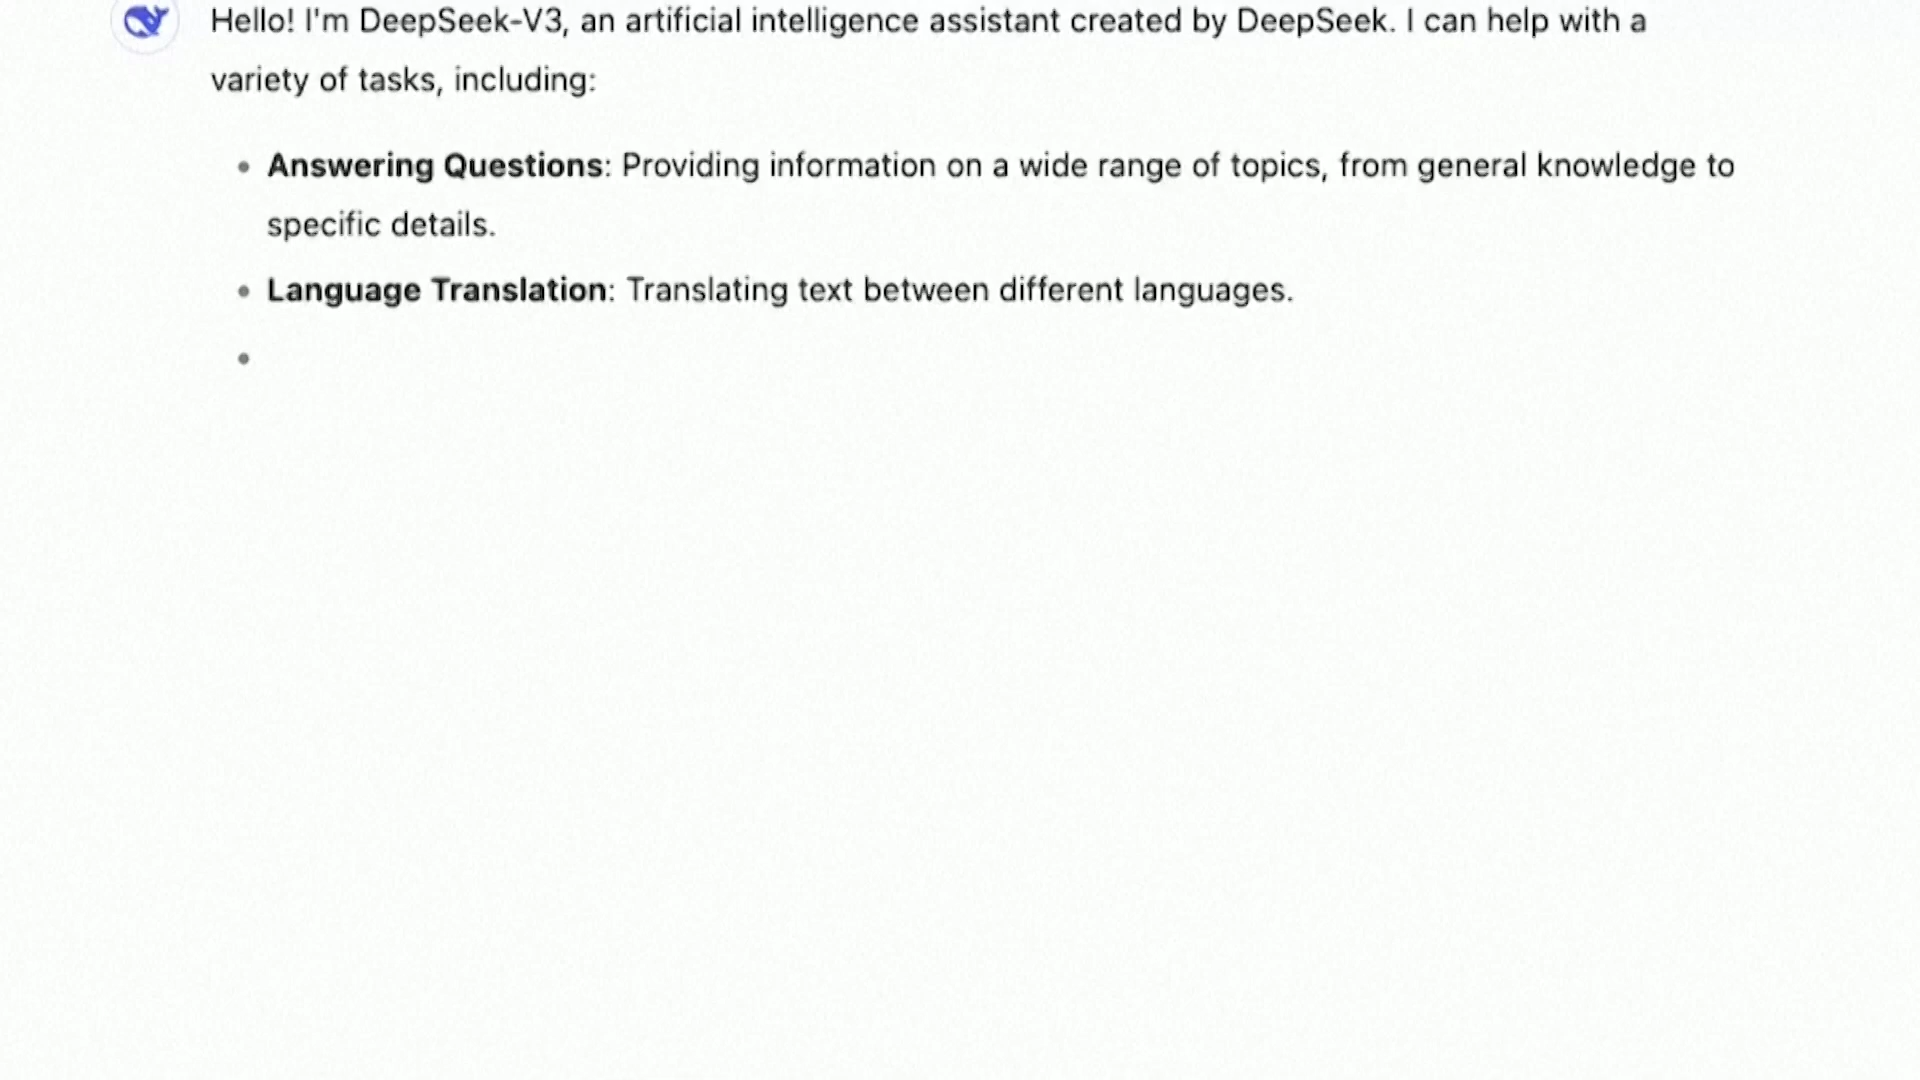 Hello! I'm DeepSeek-V3, an artificial intelligence assistant created by DeepSeek. I can help with a
variety of tasks, including:
• Answering Questions: Providing information on a wide range of topics, from general knowledge to
specific details.
• Language Translation: Translating text between different languages.
•